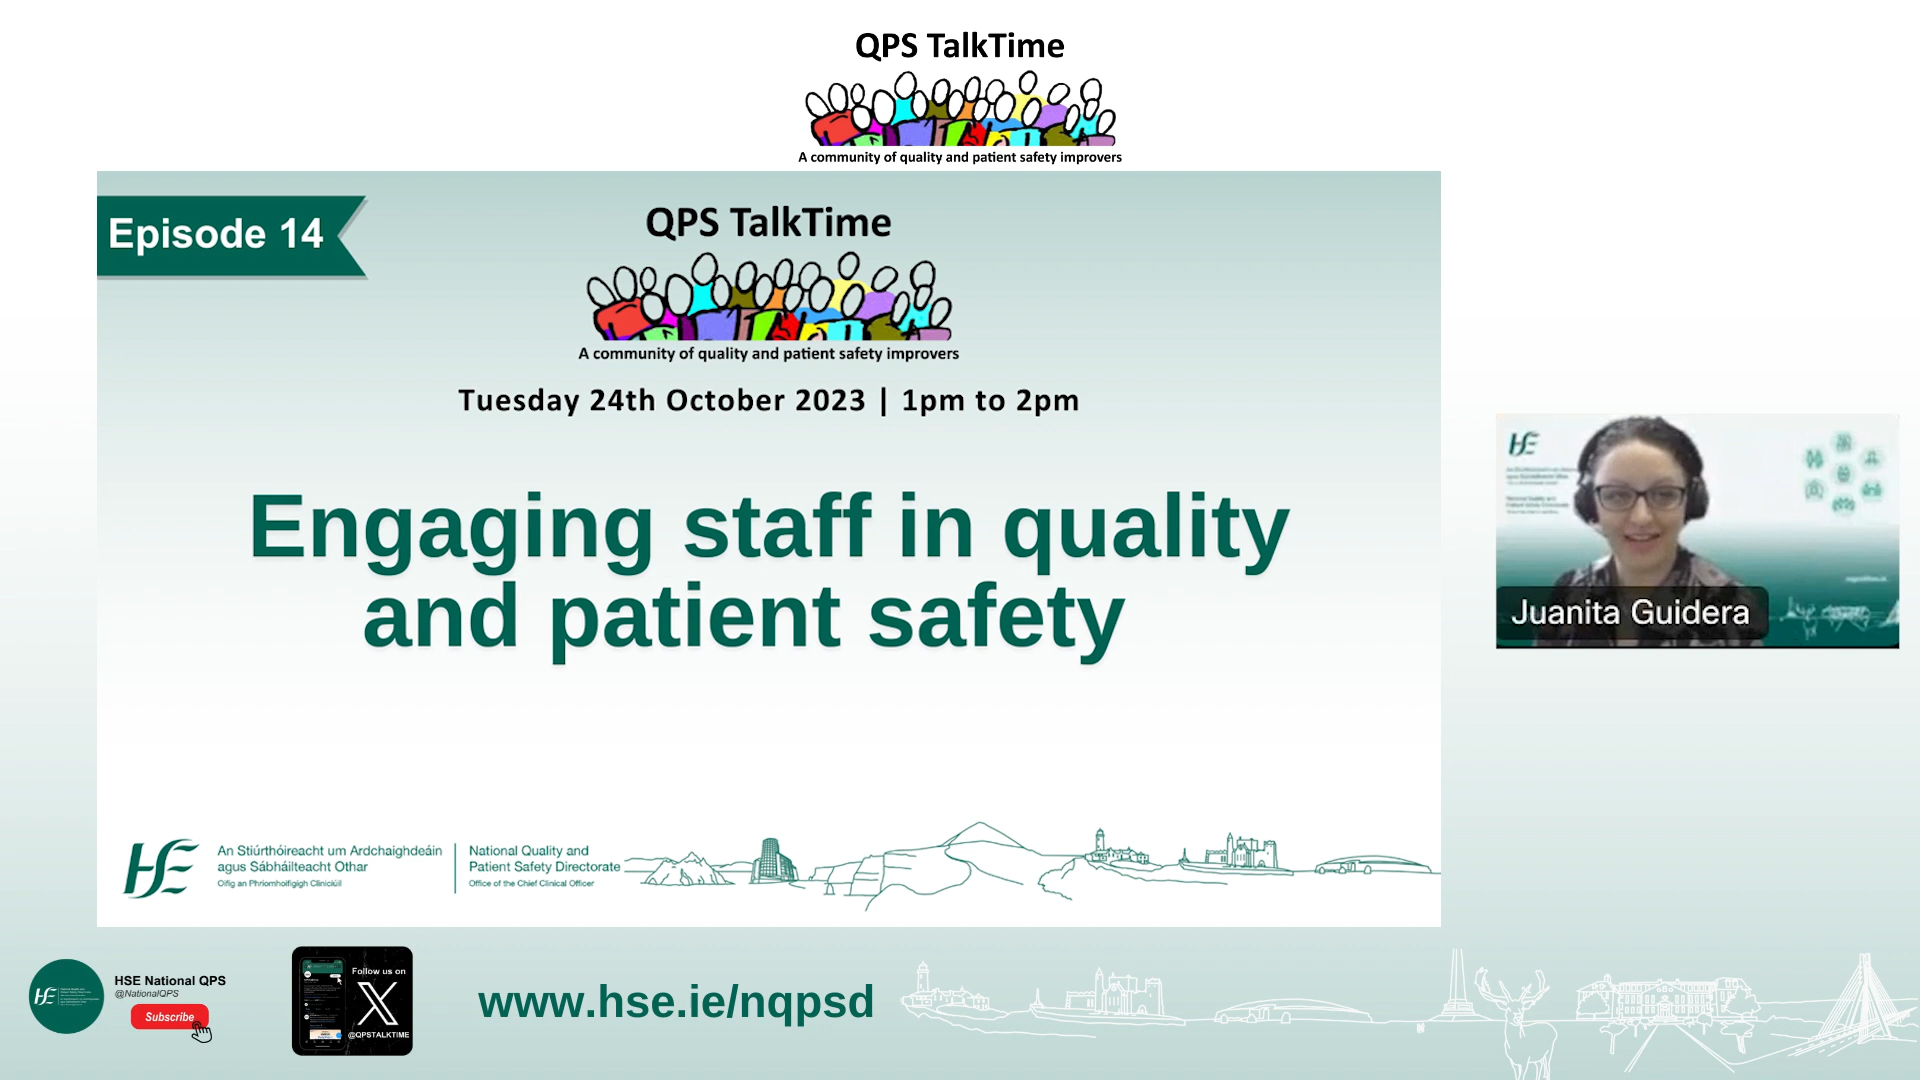 QPS TalkTime
A community of quality and patient safety improvers
Episode 14
QPS TalkTime
A community of quality and patient safety improvers
Tuesday 24th October 2023 | 1pm to 2pm
Engaging staff in quality
and patient safety
Juanita Guidera
An Stiúrthóireacht um Ardchaighdeáin
agus Sábháilteacht Othar
Oifig an Phríomhoifigigh Cliniciúil
National Quality and
Patient Safety Directorate
Office of the Chief Clinical Officer
HSE National QPS
@NationalQPS
Subscribe
Follow us on
X
@QPSTALKTIME
www.hse.ie/nqpsd